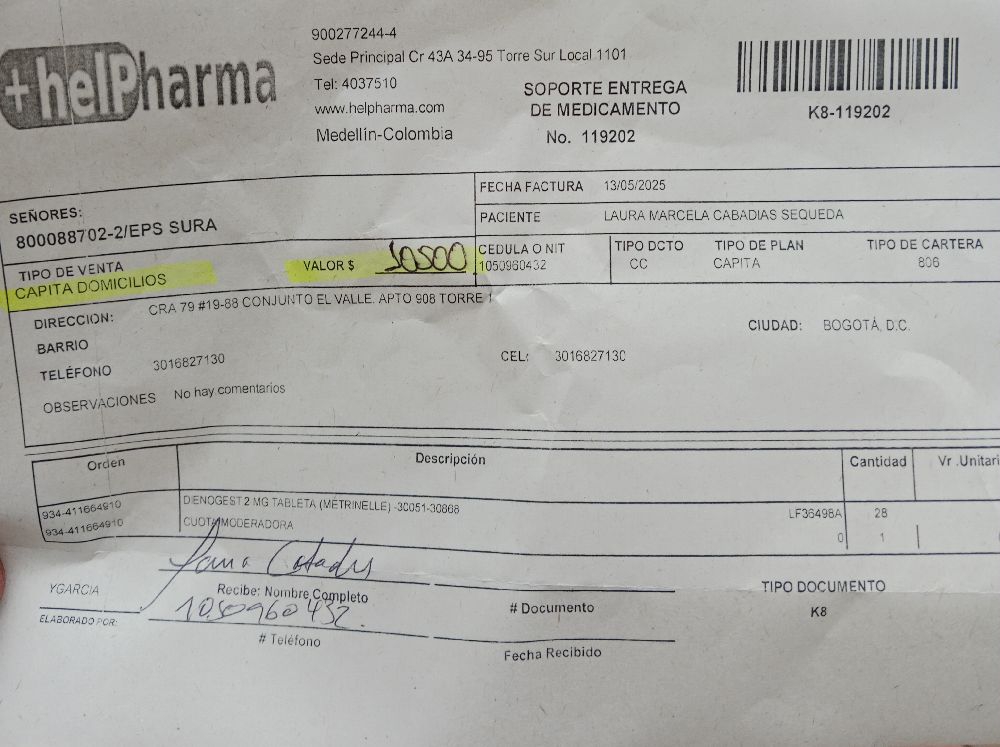 +helPharma
900277244-4
Sede Principal Cr 43A 34-95 Torre Sur Local 1101
Tel: 4037510
www.helpharma.com
Medellín-Colombia
SOPORTE ENTREGA
DE MEDICAMENTO
No. 119202
K8-119202
SEÑORES:
800088702-2/EPS SURA
FECHA FACTURA 13/05/2025
PACIENTE LAURA MARCELA CABADIAS SEQUEDA
TIPO DE VENTA
CAPITA DOMICILIOS
VALOR $ 10500
CEDULA O NIT
1050960432
TIPO DCTO
CC
TIPO DE PLAN
CAPITA
TIPO DE CARTERA
806
DIRECCION: CRA 79 #19-88 CONJUNTO EL VALLE. APTO 908 TORRE 1
BARRIO
CIUDAD: BOGOTÁ, D.C.
TELÉFONO 3016827130
CEL: 3016827130
OBSERVACIONES No hay comentarios
Orden Descripción Cantidad Vr .Unitari
934-411664910 DIENOGEST 2 MG TABLETA (METRINELLE) -30051-30868 LF36498A 28
934-411664910 CUOTA MODERADORA 0 1
YGARCIA
ELABORADO POR:
Recibe: Nombre Completo
1050960432.
# Teléfono
# Documento
Fecha Recibido
TIPO DOCUMENTO
K8